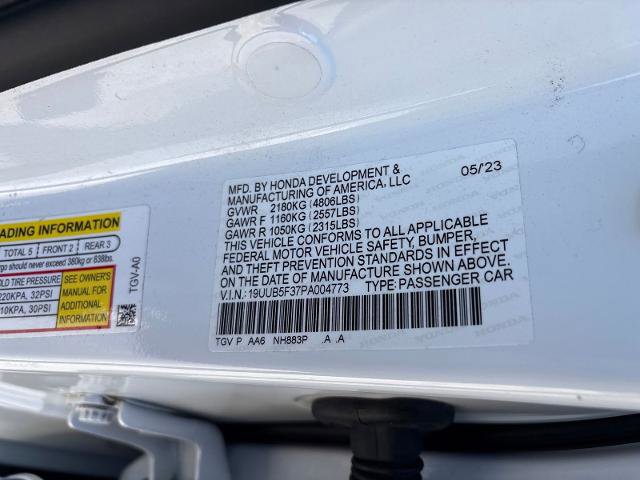 MFD. BY HONDA DEVELOPMENT & 05/23
MANUFACTURING OF AMERICA, LLC
GVWR 2180KG (4806LBS)
GAWR F 1160KG (2557LBS)
GAWR R 1050KG (2315LBS)
THIS VEHICLE CONFORMS TO ALL APPLICABLE
FEDERAL MOTOR VEHICLE SAFETY, BUMPER,
AND THEFT PREVENTION STANDARDS IN EFFECT
ON THE DATE OF MANUFACTURE SHOWN ABOVE.
V.I.N.: 19UUB5F37PA004773 TYPE:PASSENGER CAR
TGV P AA6 NH883P .A .A
ADING INFORMATION
TOTAL 5 FRONT 2 REAR 3
rgo should never exceed 380kg or 838lbs.
LD TIRE PRESSURE
220KPA, 32PSI
10KPA, 30PSI
SEE OWNER'S
MANUAL FOR
ADDITIONAL
INFORMATION
TGV-A0